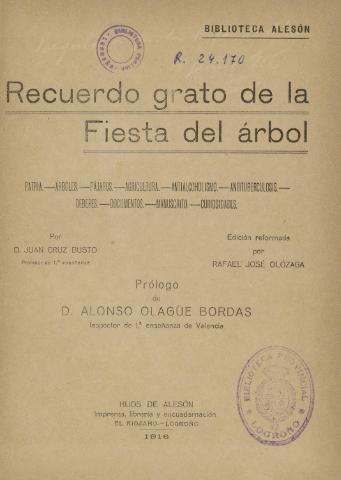 BIBLIOTECA ALESÓN
R. 24.170
Recuerdo grato de la
Fiesta del árbol
PATRIA.—ÁRBOLES.—PÁJAROS.—AGRICULTURA.—ANTIALCOHOLISMO.—ANTITUBERCULOSIS.—
DEBERES.—DOCUMENTOS.—MANUSCRITO.—CURIOSIDADES.
Por
D. JUAN CRUZ BUSTO
Profesor de 1.ª enseñanza
Edición reformada
por
RAFAEL JOSÉ OLÓZAGA
Prólogo
de
D. ALONSO OLAGÜE BORDAS
Inspector de 1.ª enseñanza de Valencia
HIJOS DE ALESÓN
Imprenta, librería y encuadernación
EL RIOJANO-LOGROÑO
1916
BIBLIOTECA PROVINCIAL
LOGROÑO